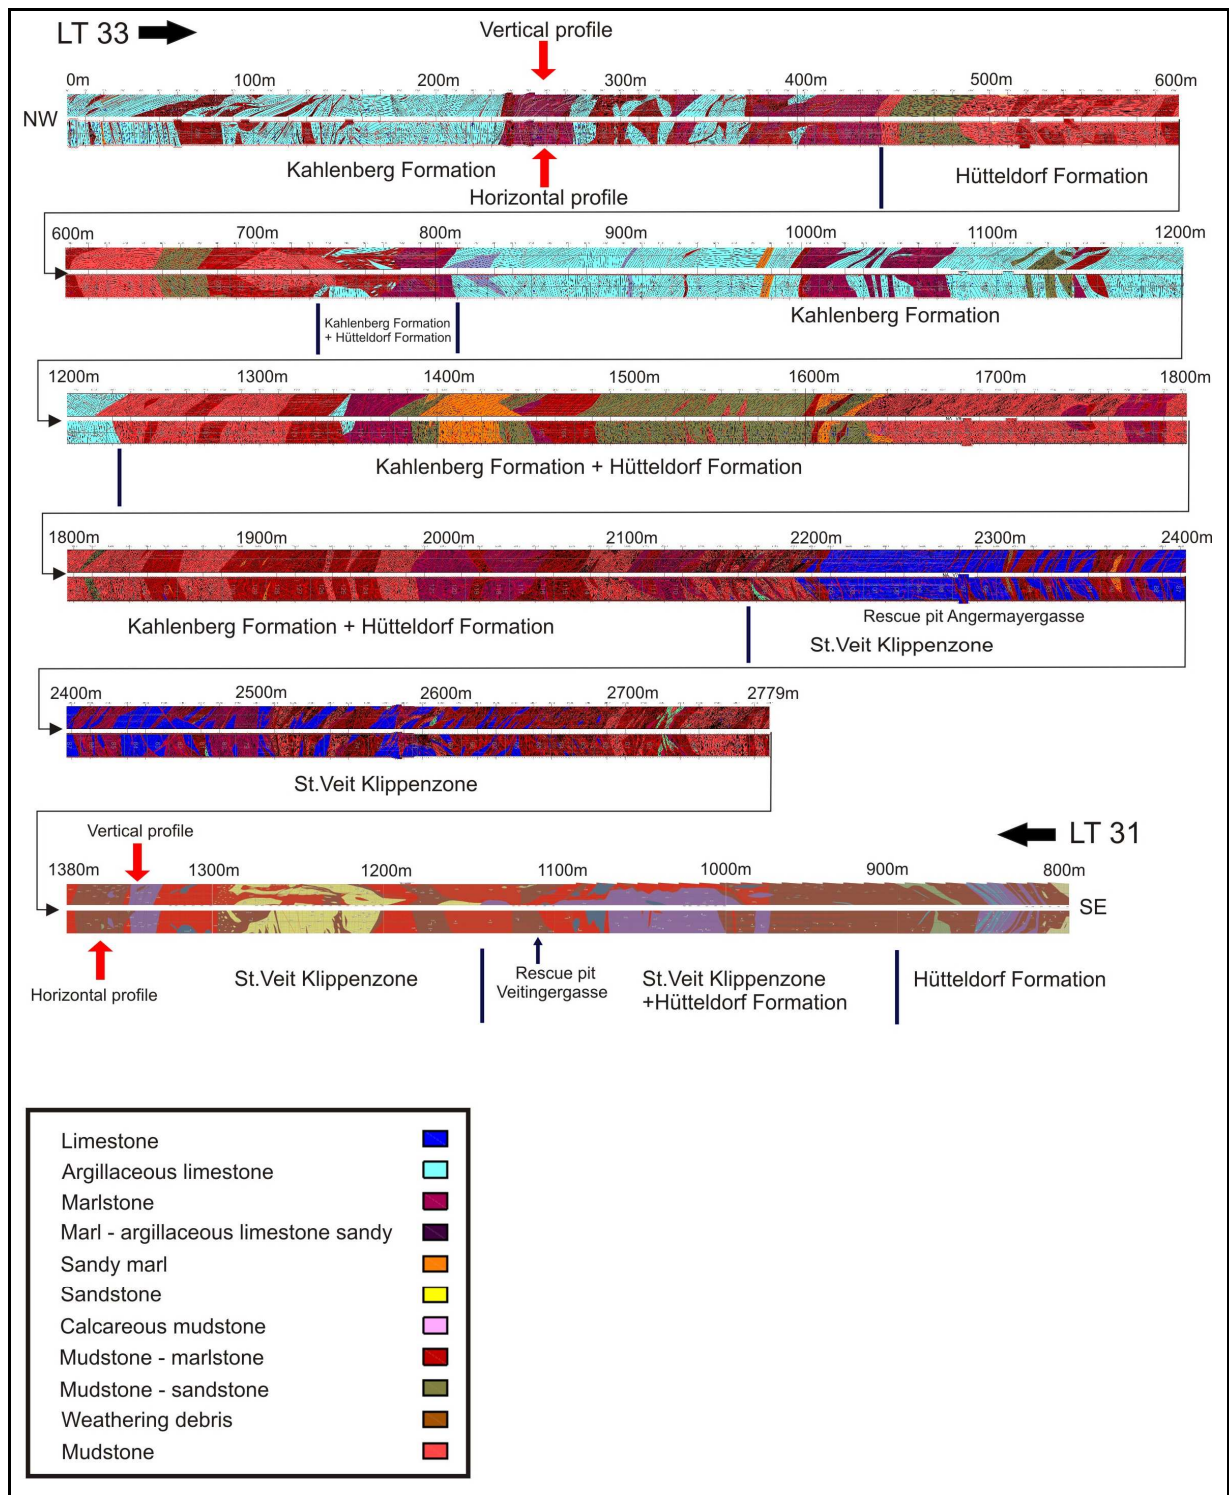 LT 33
Vertical profile
0m 100m 200m 300m 400m 500m 600m
NW
Kahlenberg Formation
Hütteldorf Formation
Horizontal profile
600m 700m 800m 900m 1000m 1100m 1200m
Kahlenberg Formation
+ Hütteldorf Formation
Kahlenberg Formation
1200m 1300m 1400m 1500m 1600m 1700m 1800m
Kahlenberg Formation + Hütteldorf Formation
1800m 1900m 2000m 2100m 2200m 2300m 2400m
Rescue pit Angermayergasse
Kahlenberg Formation + Hütteldorf Formation
St.Veit Klippenzone
2400m 2500m 2600m 2700m 2779m
St.Veit Klippenzone
Vertical profile
LT 31
1380m 1300m 1200m 1100m 1000m 900m 800m
SE
Horizontal profile
St.Veit Klippenzone
Rescue pit
Veitingergasse
St.Veit Klippenzone
+Hütteldorf Formation
Hütteldorf Formation
Limestone
Argillaceous limestone
Marlstone
Marl - argillaceous limestone sandy
Sandy marl
Sandstone
Calcareous mudstone
Mudstone - marlstone
Mudstone - sandstone
Weathering debris
Mudstone